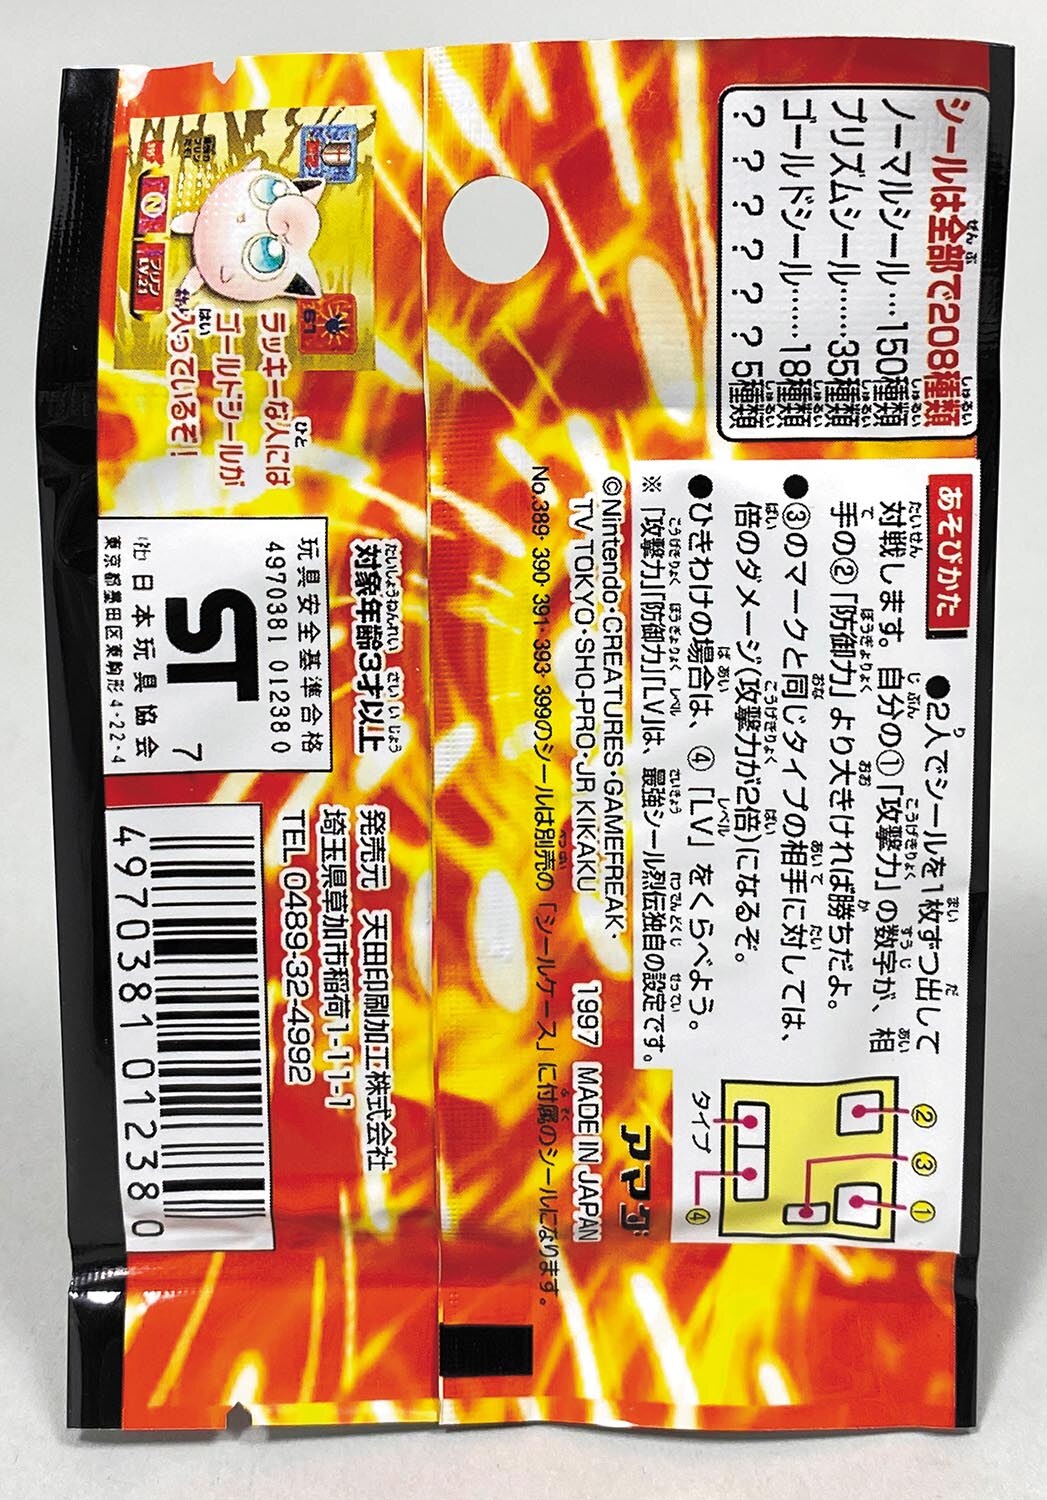 シールは全部で208種類
ノーマルシール…150種類
プリズムシール……35種類
ゴールドシール……18種類
？？？？？？？5種類
あそびかた
●2人でシールを1枚ずつ出して
対戦します。自分の①「攻撃力」の数字が、相
手の②「防御力」より大きければ勝ちだよ。
●③のマークと同じタイプの相手に対しては、
倍のダメージ(攻撃力が2倍)になるぞ。
●ひきわけの場合は、④「LV」をくらべよう。
※「攻撃力」「防御力」「LV」は、最強シール烈伝独自の設定です。
② ③ ①
タイプ ④
©Nintendo・CREATURES・GAMEFREAK・
TV TOKYO・SHO-PRO・JR KIKAKU
1997 MADE IN JAPAN
アマダ
No.389・390・391・393・399のシールは別売の「シールケース」に付属のシールになります。
プリン
LV.21
N
61
ラッキーな人には
ゴールドシールが
入っているぞ！
対象年齢3才以上
玩具安全基準合格
4970381 012380
ST
7
(社)日本玩具協会
東京都墨田区東駒形4-22-4
発売元 天田印刷加工株式会社
埼玉県草加市稲荷1-11-1
TEL 0489-32-4992
4970381012380